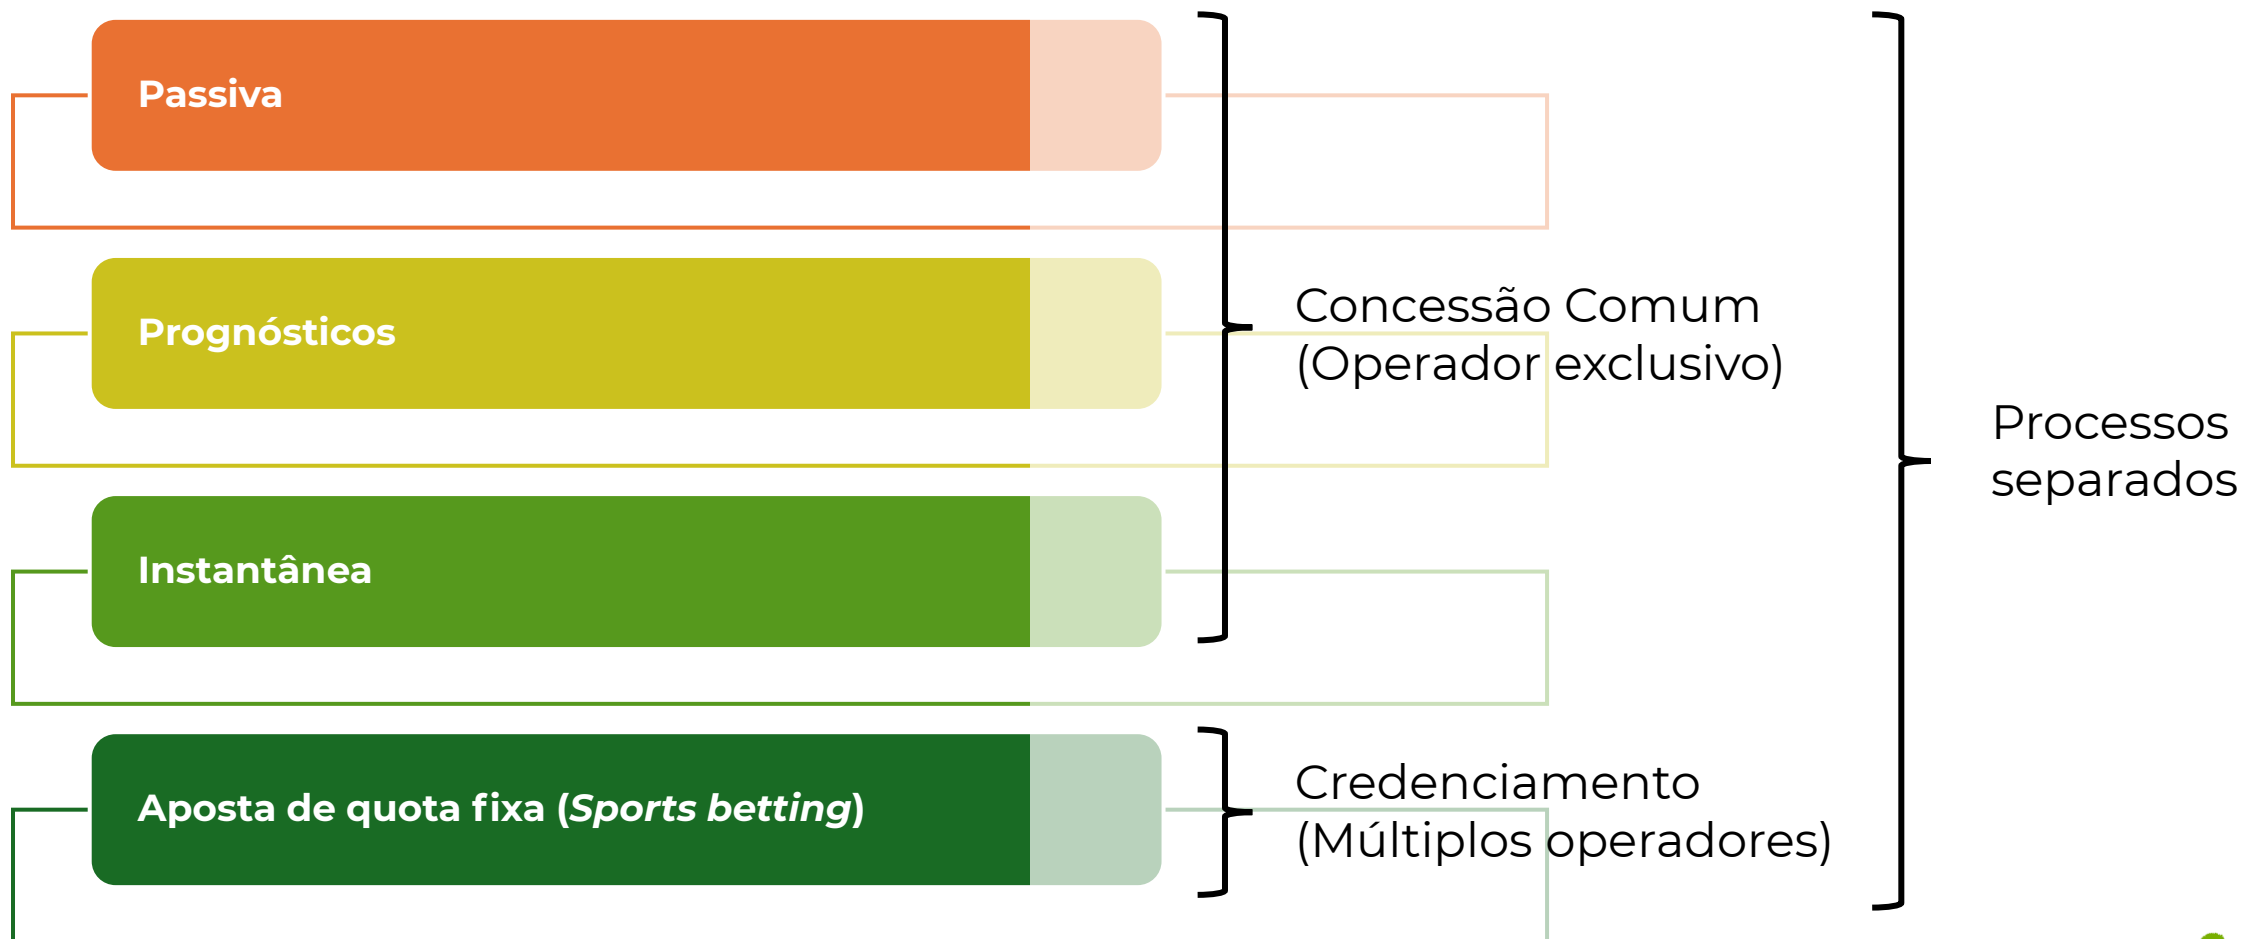 Passiva
Prognósticos
Concessão Comum
(Operador exclusivo)
Processos
separados
Instantânea
Aposta de quota fixa (Sports betting)
Credenciamento
(Múltiplos operadores)